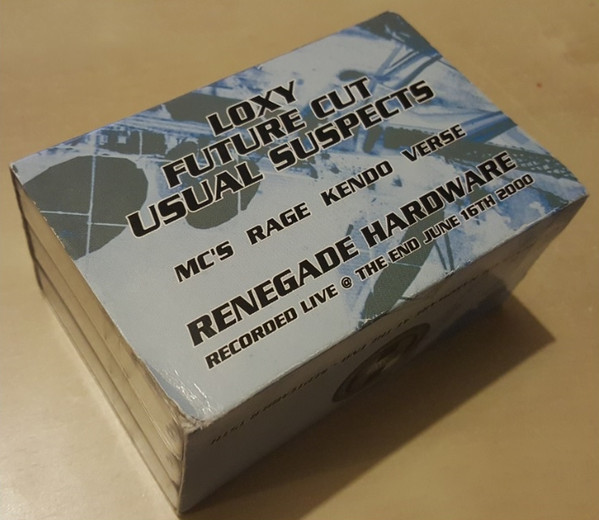 LOXY
FUTURE CUT
USUAL SUSPECTS
MC'S RAGE KENDO VERSE
RENEGADE HARDWARE
RECORDED LIVE @ THE END JUNE 16TH 2000